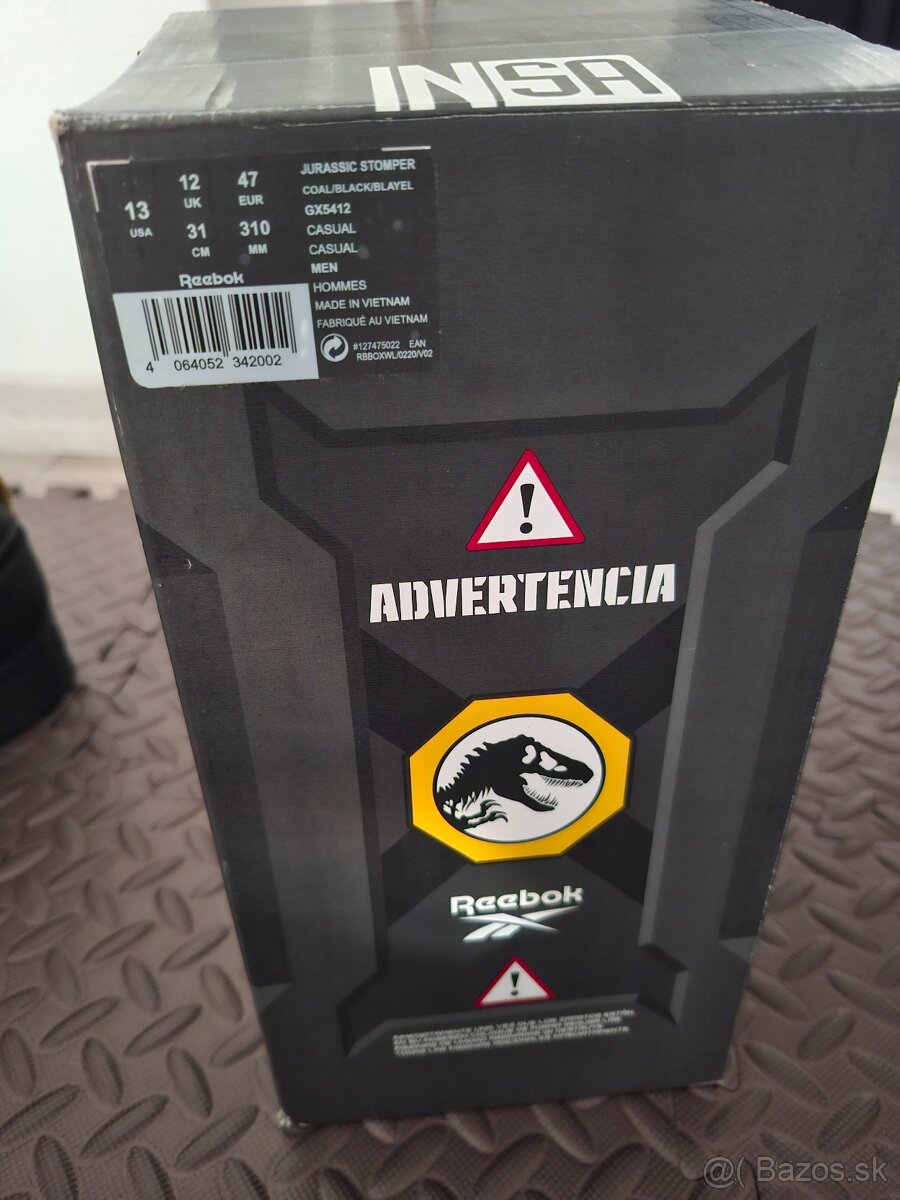 INSA
13
USA
12
UK
47
EUR
31
CM
310
MM
Reebok
4 064052 342002
JURASSIC STOMPER
COAL/BLACK/BLAYEL
GX5412
CASUAL
CASUAL
MEN
HOMMES
MADE IN VIETNAM
FABRIQUÉ AU VIETNAM
#127475022 EAN
RBBOXWL/0220/V02
!
ADVERTENCIA
Reebok
!
@( Bazos.sk